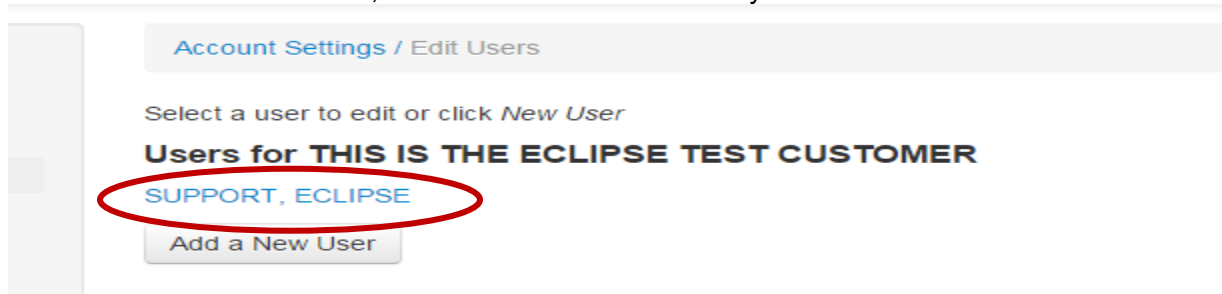 Account Settings / Edit Users
Select a user to edit or click New User
Users for THIS IS THE ECLIPSE TEST CUSTOMER
SUPPORT, ECLIPSE
Add a New User